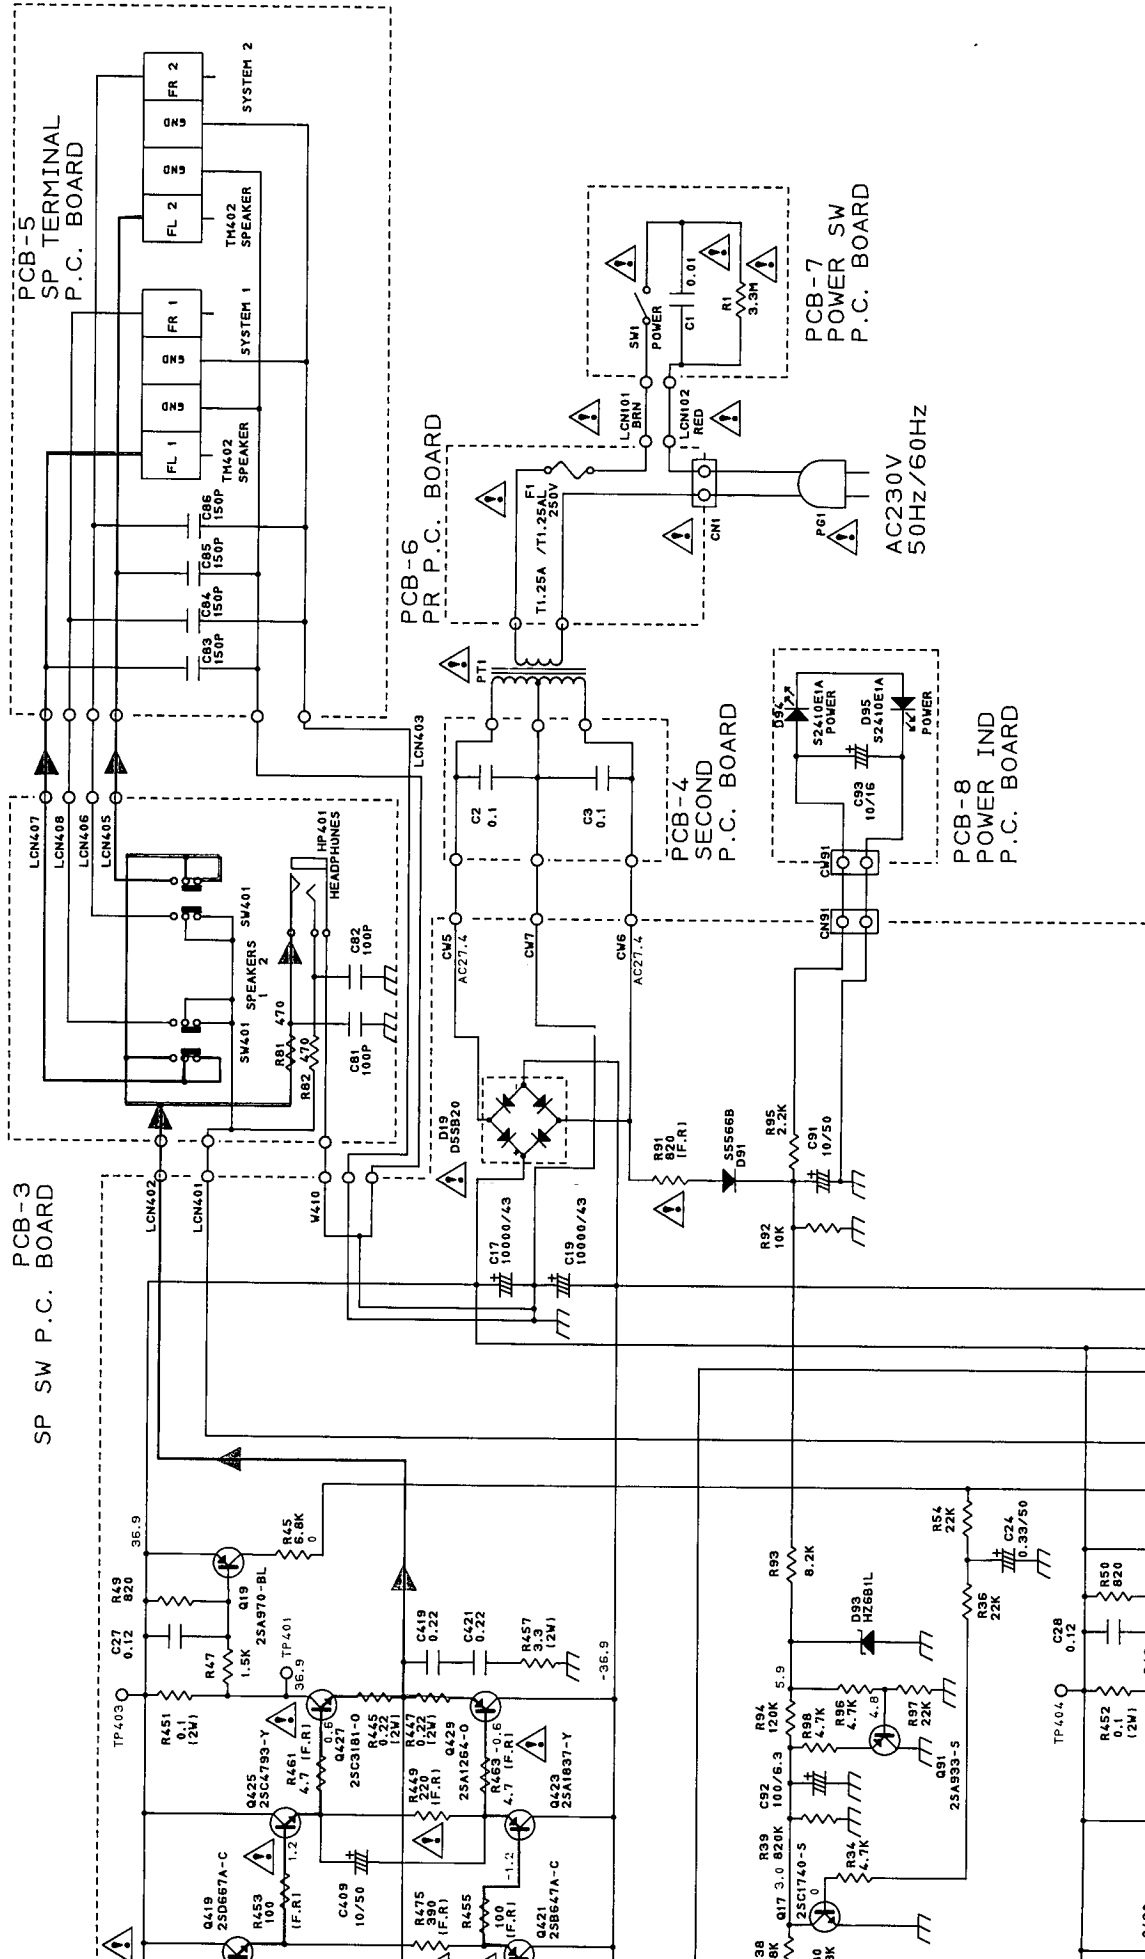 PCB-5
SP TERMINAL
P.C. BOARD
FR 2
GND
GND
FL 2
SYSTEM 2
TM402
SPEAKER
FR 1
GND
GND
FL 1
SYSTEM 1
TM402
SPEAKER
C86
150P
C85
150P
C84
150P
C83
150P
LCN407
LCN408
LCN406
LCN405
LCN403
PCB-3
SP SW P.C. BOARD
SW401
SPEAKERS
1 2
SW401
HP401
HEADPHONES
R81 470
R82 470
C82
100P
C81
100P
LCN402
LCN401
W410
PCB-7
POWER SW
P.C. BOARD
SW1
POWER
C1 0.01
R1
3.3M
LCN101
BRN
LCN102
RED
PCB-6
PR P.C. BOARD
F1
T1.25A /T1.25AL
250V
CN1
PG1
AC230V
50Hz/60Hz
PT1
PCB-4
SECOND
P.C. BOARD
C2
0.1
C3
0.1
CW5
AC27.4
CW7
CW6
AC27.4
PCB-8
POWER IND
P.C. BOARD
D94
S2410E1A
POWER
D95
S2410E1A
POWER
C93
10/16
CW91
CN91
D19
D5SB20
R91
820
(F.R)
S5566B
D91
R95
2.2K
C91
10/50
R92
10K
C17
10000/43
C19
10000/43
36.9
R49
820
C27
0.12
Q19
2SA970-BL
R45
6.8K
0
R47
1.5K
TP401
36.9
TP403
R451
0.1
(2W)
C419
0.22
C421
0.22
R457
3.3
(2W)
-36.9
Q425
2SC4793-Y
R461
4.7 (F.R)
0.6
Q427
2SC3181-O
R445
0.22
(2W)
R447
0.22
(2W)
Q429
2SA1264-O
R463 -0.6
4.7 (F.R)
R449
220
(F.R)
Q423
2SA1837-Y
1.2
-1.2
Q419
2SD667A-C
R453
100
(F.R)
C409
10/50
R475
390
(F.R)
R455
100
(F.R)
Q421
2SB647A-C
R93
8.2K
D93
HZ6B1L
5.9
R94
120K
R98
4.7K
R96
4.7K
4.8
R97
22K
Q91
2SA933-S
C92
100/6.3
R39
820K
R34
4.7K
Q17 3.0
2SC1740-S
0
R54
22K
C24
0.33/50
R36
22K
R50
820
C28
0.12
TP404
R452
0.1
(2W)